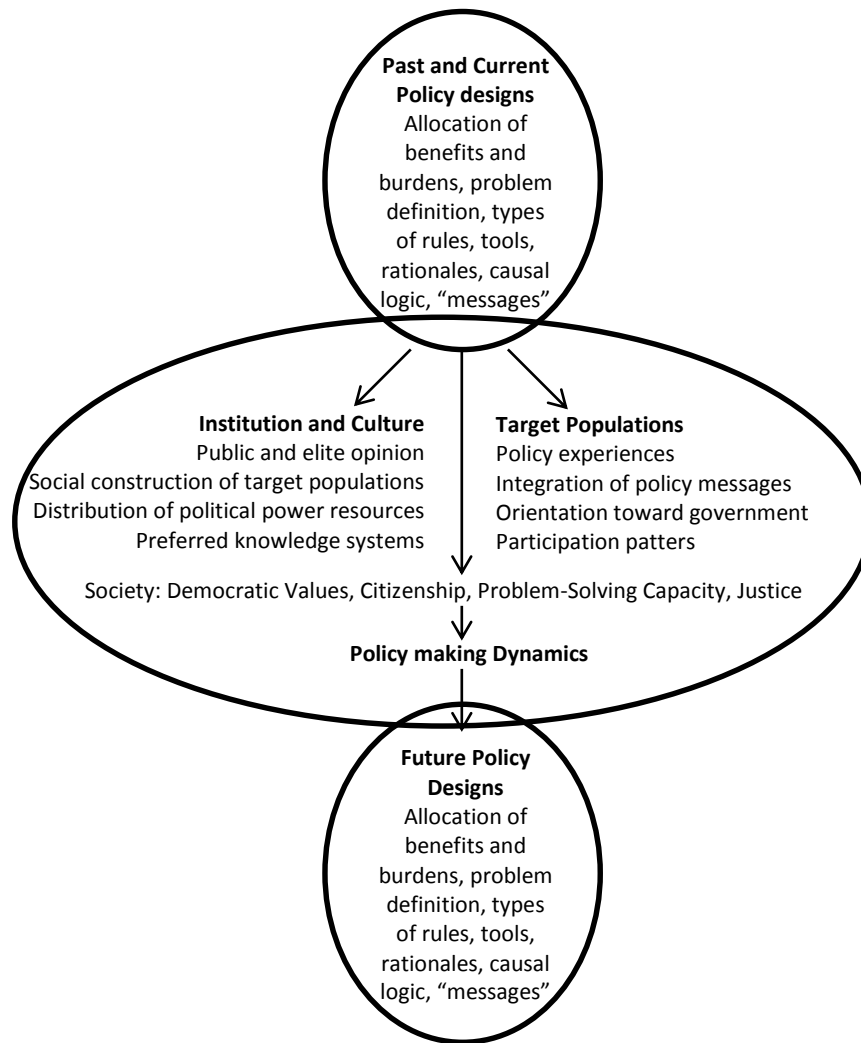 Past and Current
Policy designs
Allocation of
benefits and
burdens, problem
definition, types
of rules, tools,
rationales, causal
logic, “messages”
Institution and Culture
Public and elite opinion
Social construction of target populations
Distribution of political power resources
Preferred knowledge systems
Target Populations
Policy experiences
Integration of policy messages
Orientation toward government
Participation patters
Society: Democratic Values, Citizenship, Problem-Solving Capacity, Justice
Policy making Dynamics
Future Policy
Designs
Allocation of
benefits and
burdens, problem
definition, types
of rules, tools,
rationales, causal
logic, “messages”